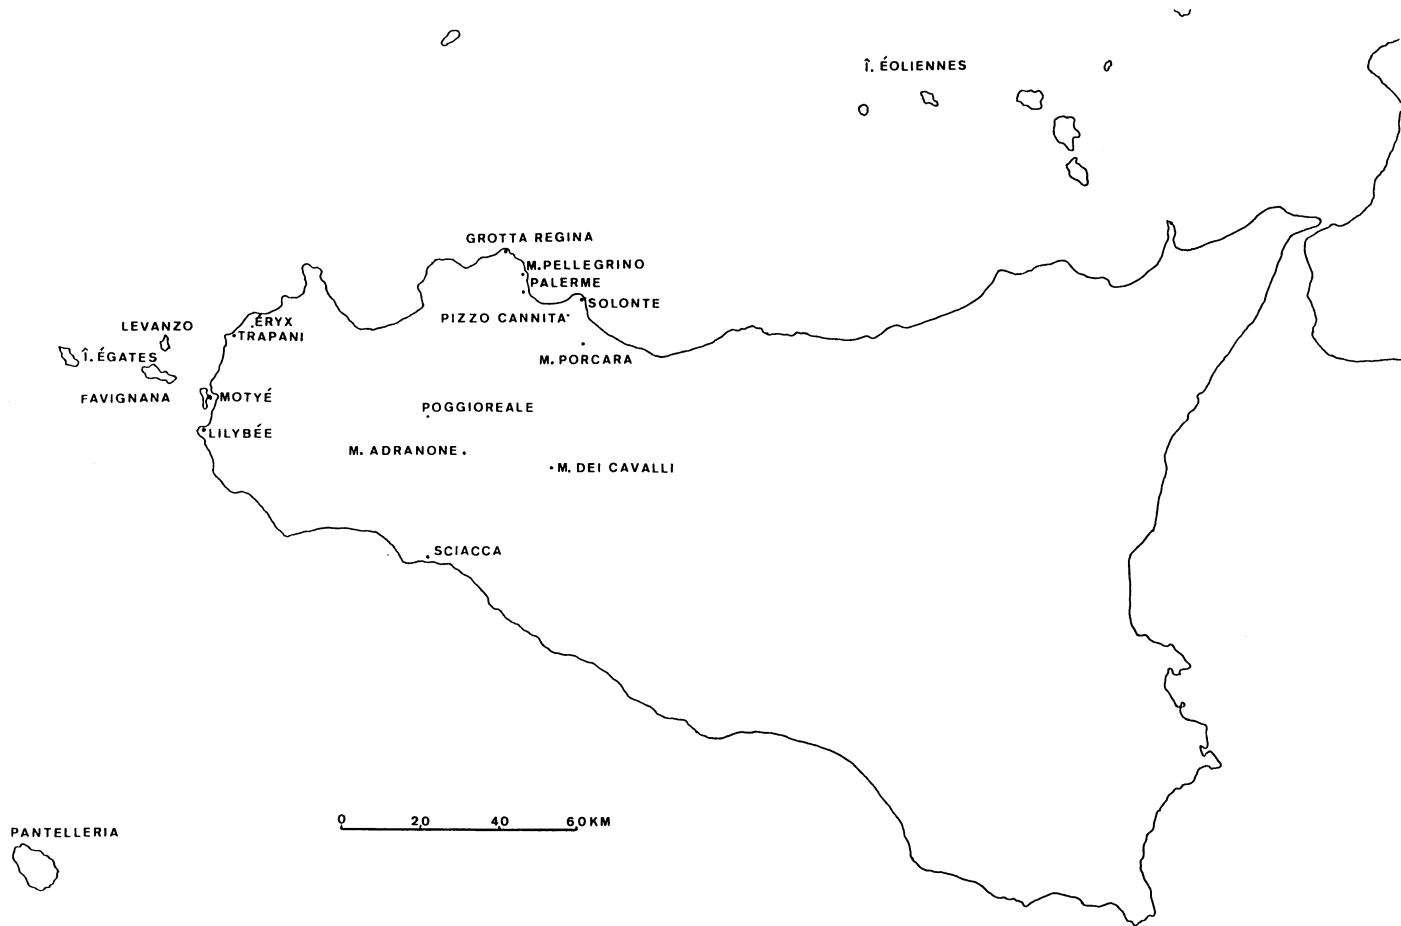 Î. ÉOLIENNES
GROTTA REGINA
M. PELLEGRINO
PALERME
SOLONTE
PIZZO CANNITA'
ÉRYX
LEVANZO
TRAPANI
Î. ÉGATES
M. PORCARA
FAVIGNANA
MOTYÉ
POGGIOREALE
LILYBÉE
M. ADRANONE
M. DEI CAVALLI
SCIACCA
0 20 40 60 KM
PANTELLERIA